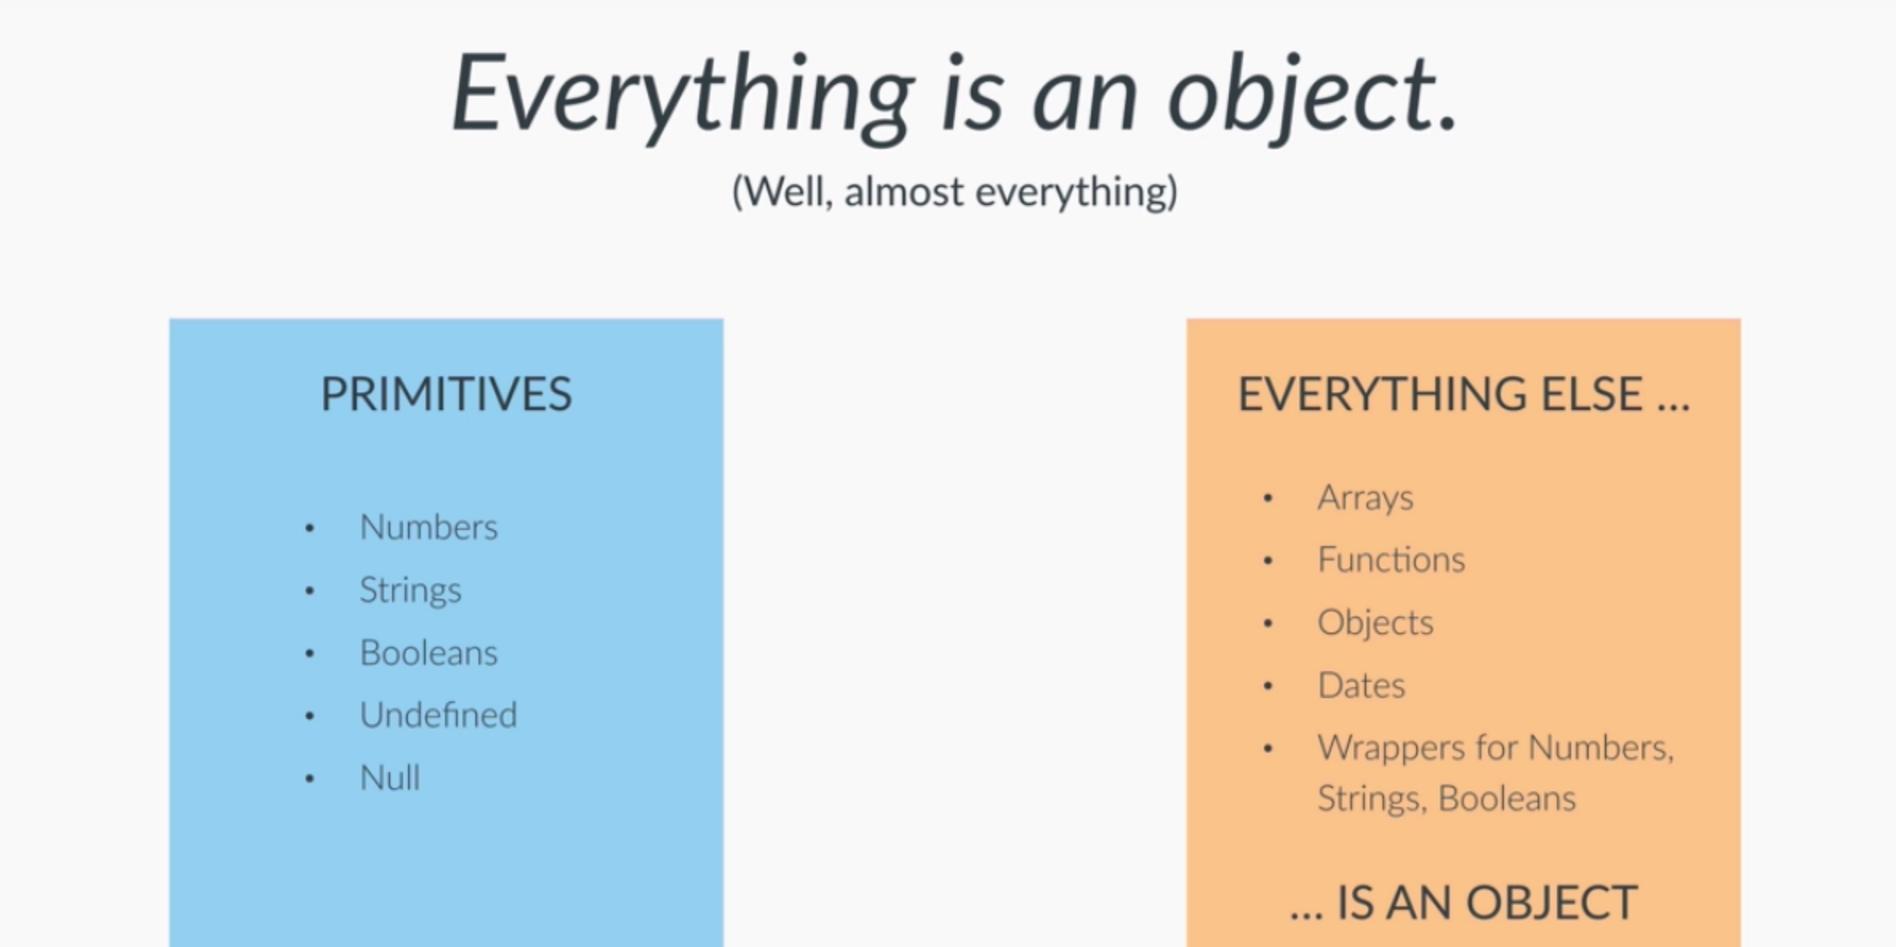 Everything is an object.
(Well, almost everything)
PRIMITIVES
• Numbers
• Strings
• Booleans
• Undefined
• Null
EVERYTHING ELSE ...
• Arrays
• Functions
• Objects
• Dates
• Wrappers for Numbers,
Strings, Booleans
... IS AN OBJECT